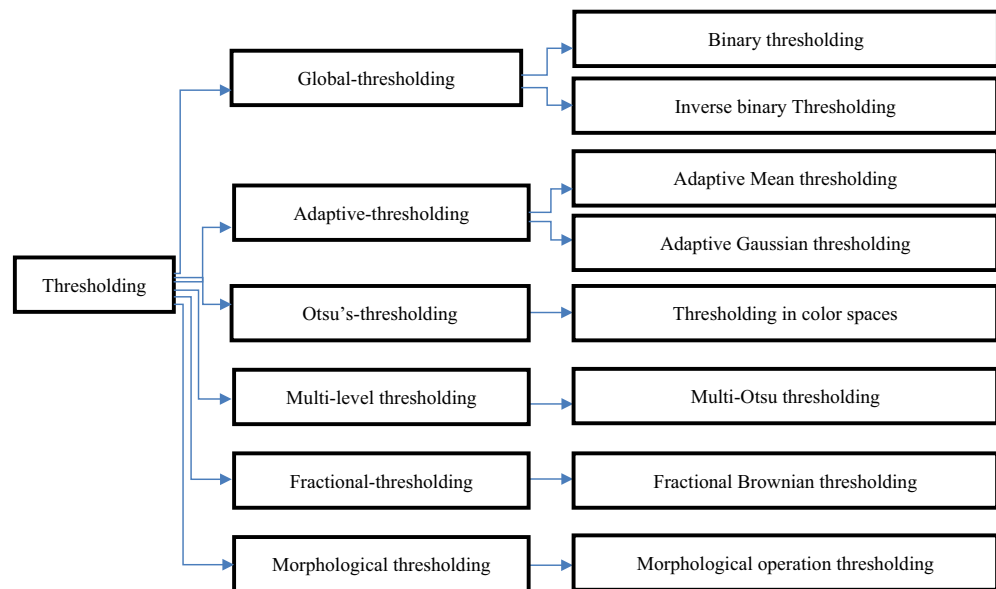 Binary thresholding
Global-thresholding
Inverse binary Thresholding
Adaptive Mean thresholding
Adaptive-thresholding
Adaptive Gaussian thresholding
Thresholding
Otsu’s-thresholding
Thresholding in color spaces
Multi-level thresholding
Multi-Otsu thresholding
Fractional-thresholding
Fractional Brownian thresholding
Morphological thresholding
Morphological operation thresholding